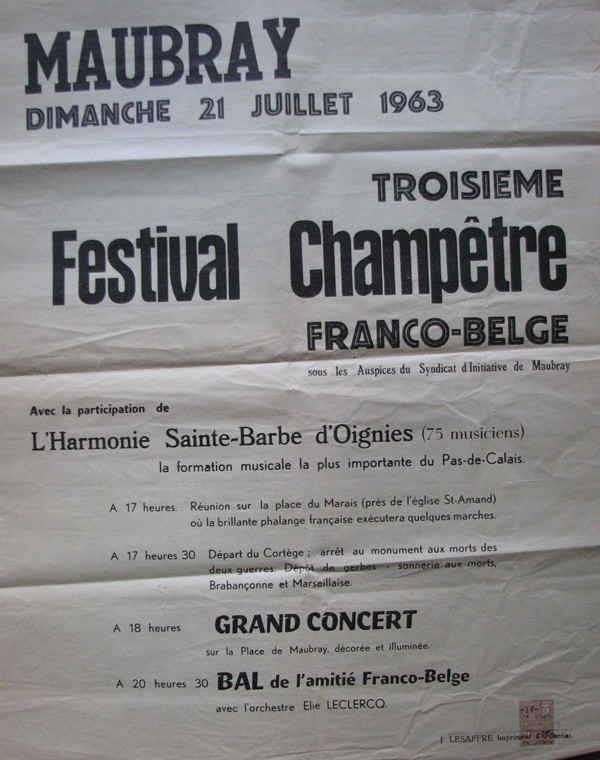 MAUBRAY
DIMANCHE 21 JUILLET 1963
TROISIEME
Festival Champêtre
FRANCO-BELGE
sous les Auspices du Syndicat d'Initiative de Maubray
Avec la participation de
L'Harmonie Sainte-Barbe d'Oignies (75 musiciens)
la formation musicale la plus importante du Pas-de-Calais.
A 17 heures. Réunion sur la place du Marais (près de l'église St-Amand)
où la brillante phalange française exécutera quelques marches.
A 17 heures 30 Départ du Cortège ; arrêt au monument aux morts des
deux guerres. Dépôt de gerbes - sonnerie aux morts,
Brabançonne et Marseillaise.
A 18 heures GRAND CONCERT
sur la Place de Maubray, décorée et illuminée.
A 20 heures 30 BAL de l'amitié Franco-Belge
avec l'orchestre Elie LECLERCQ.
J. LESAFFRE Imprimeur